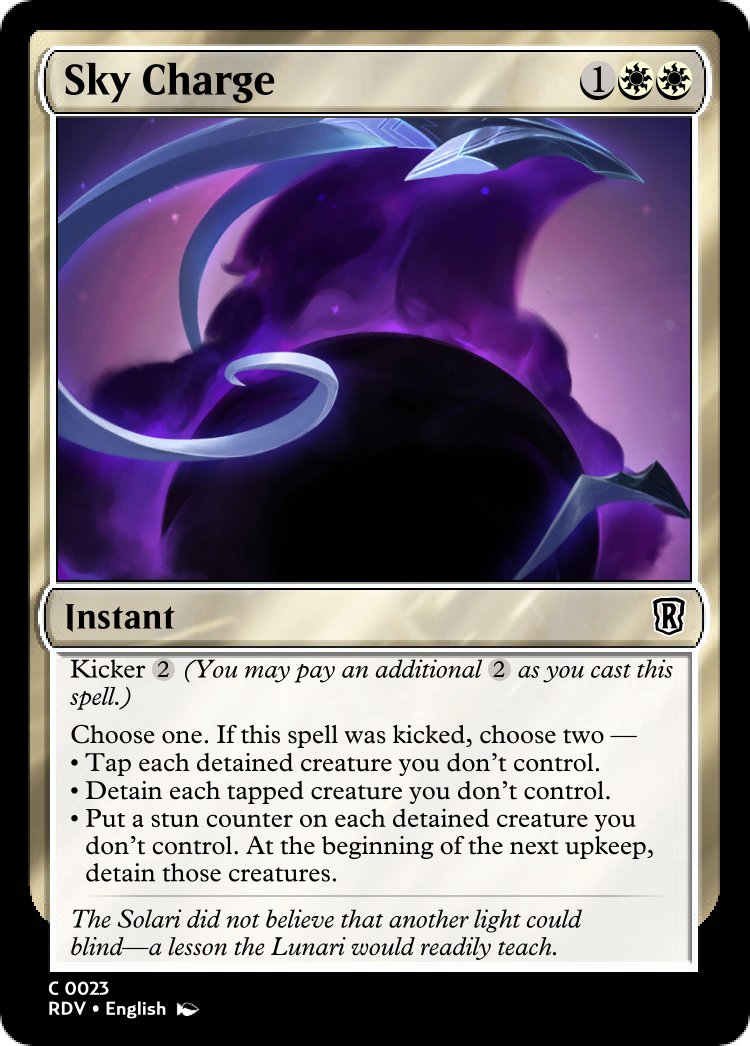 Sky Charge 1
Instant R
Kicker 2 (You may pay an additional 2 as you cast this
spell.)
Choose one. If this spell was kicked, choose two —
• Tap each detained creature you don't control.
• Detain each tapped creature you don't control.
• Put a stun counter on each detained creature you
don't control. At the beginning of the next upkeep,
detain those creatures.
The Solari did not believe that another light could
blind—a lesson the Lunari would readily teach.
C 0023
RDV • English